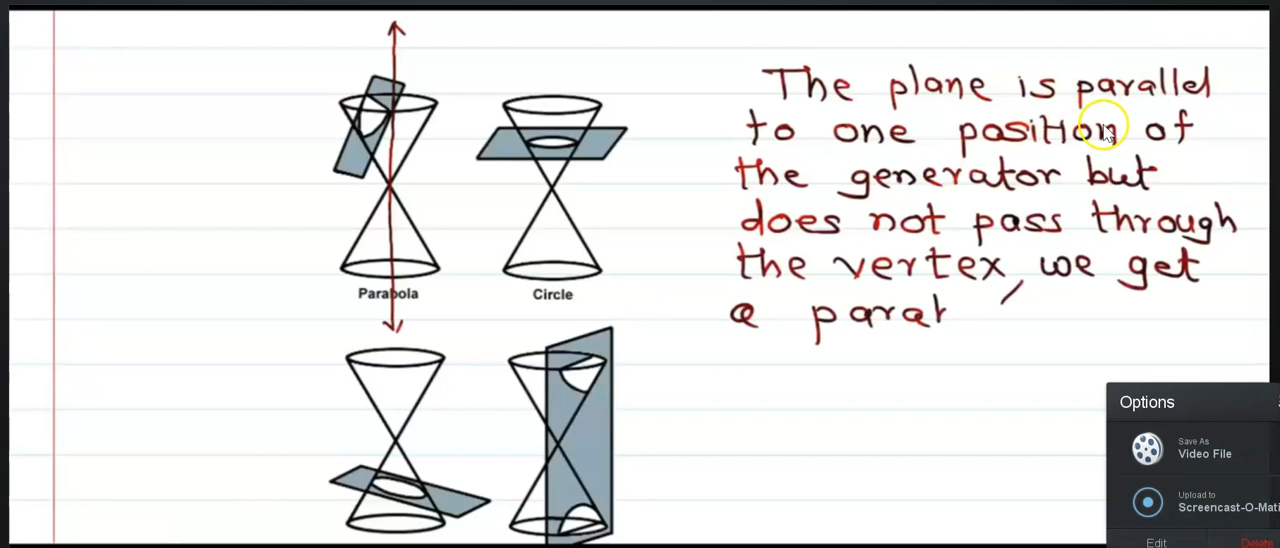 The plane is parallel
to one position of
the generator but
does not pass through
the vertex, we get
a parab
Parabola
Circle
Options
Save As
Video File
Upload to
Screencast-O-Mati
Edit
Delete